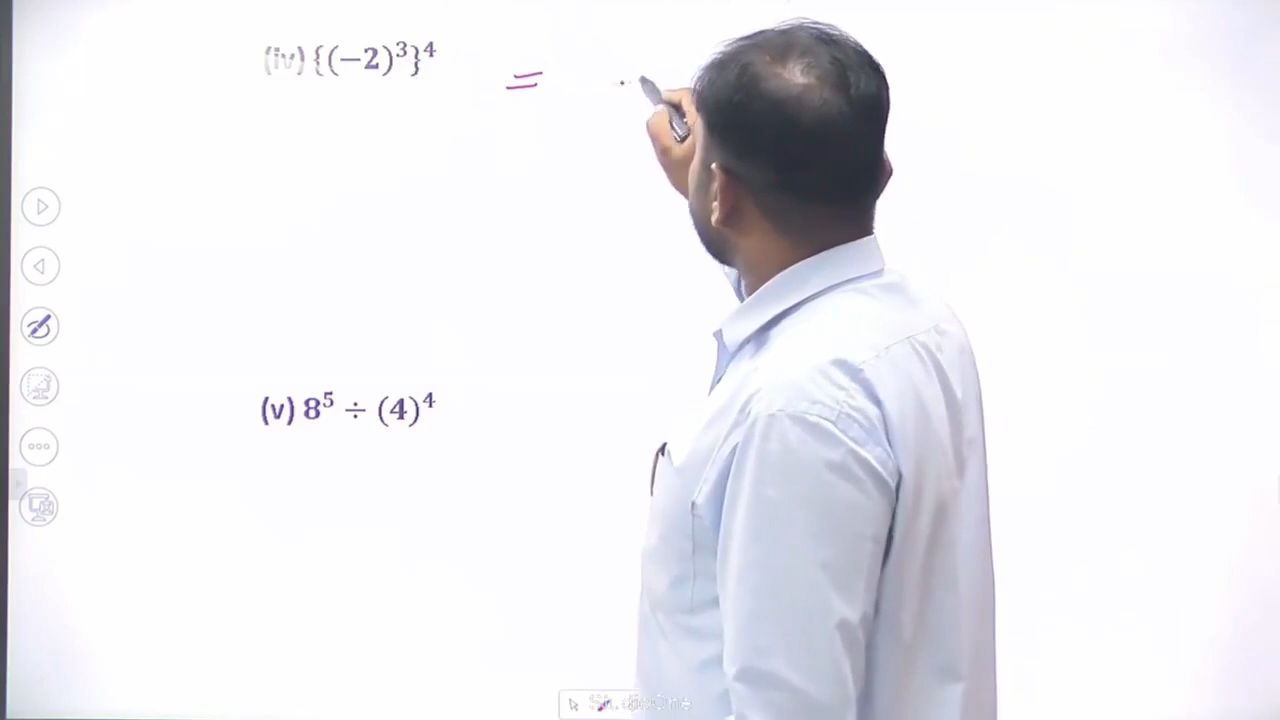 (iv) {(−2)³}⁴ =
(v) 8⁵ ÷ (4)⁴